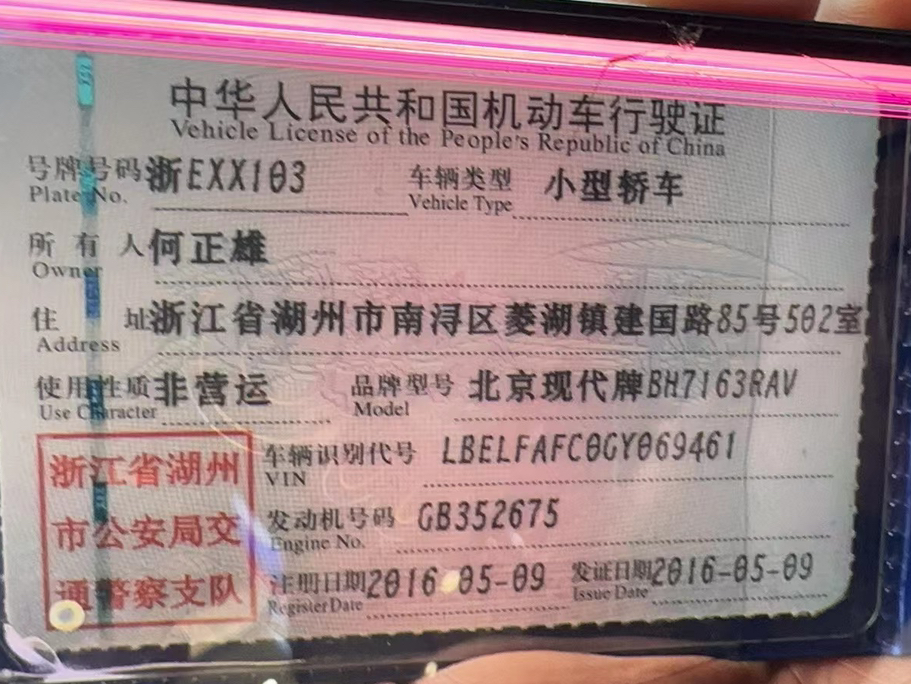 中华人民共和国机动车行驶证
Vehicle License of the People's Republic of China
号牌号码 浙EXX103 车辆类型 小型轿车
Plate No. Vehicle Type
所有人 何正雄
Owner
住址 浙江省湖州市南浔区菱湖镇建国路85号502室
Address
使用性质 非营运 品牌型号 北京现代牌BH7163RAV
Use Character Model
浙江省湖州
市公安局交
通警察支队
车辆识别代号 LBELFAFC0GY069461
VIN
发动机号码 GB352675
Engine No.
注册日期 2016-05-09 发证日期 2016-05-09
Register Date Issue Date